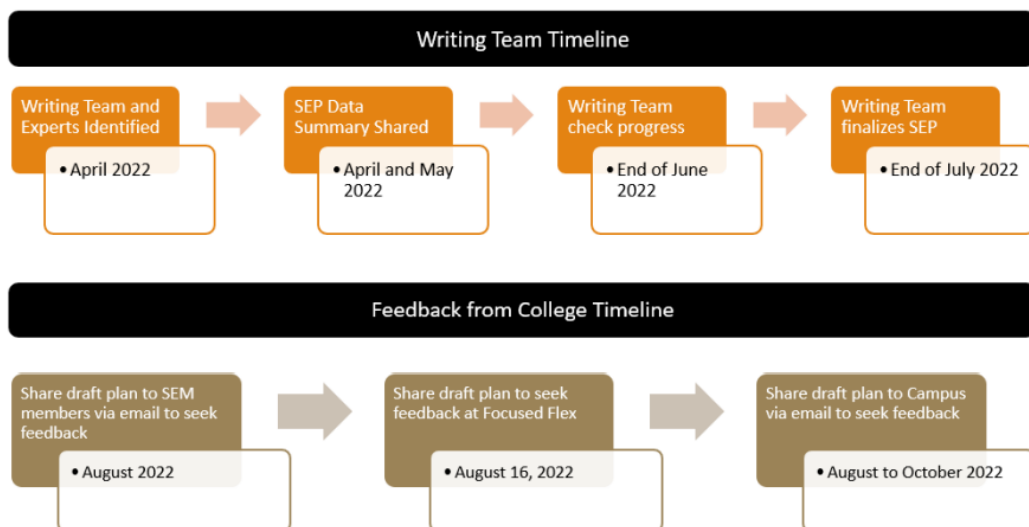 Writing Team Timeline
Writing Team and
Experts Identified
• April 2022
SEP Data
Summary Shared
• April and May
2022
Writing Team
check progress
• End of June
2022
Writing Team
finalizes SEP
• End of July 2022
Feedback from College Timeline
Share draft plan to SEM
members via email to seek
feedback
• August 2022
Share draft plan to seek
feedback at Focused Flex
• August 16, 2022
Share draft plan to Campus
via email to seek feedback
• August to October 2022